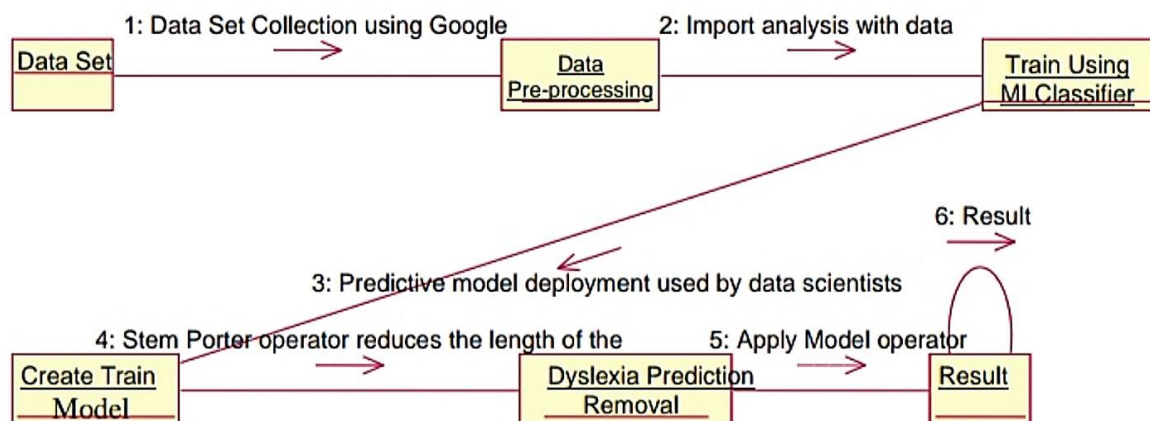 1: Data Set Collection using Google
2: Import analysis with data
Data Set
Data
Pre-processing
Train Using
MLClassifier
6: Result
3: Predictive model deployment used by data scientists
4: Stem Porter operator reduces the length of the
5: Apply Model operator
Create Train
Model
Dyslexia Prediction
Removal
Result